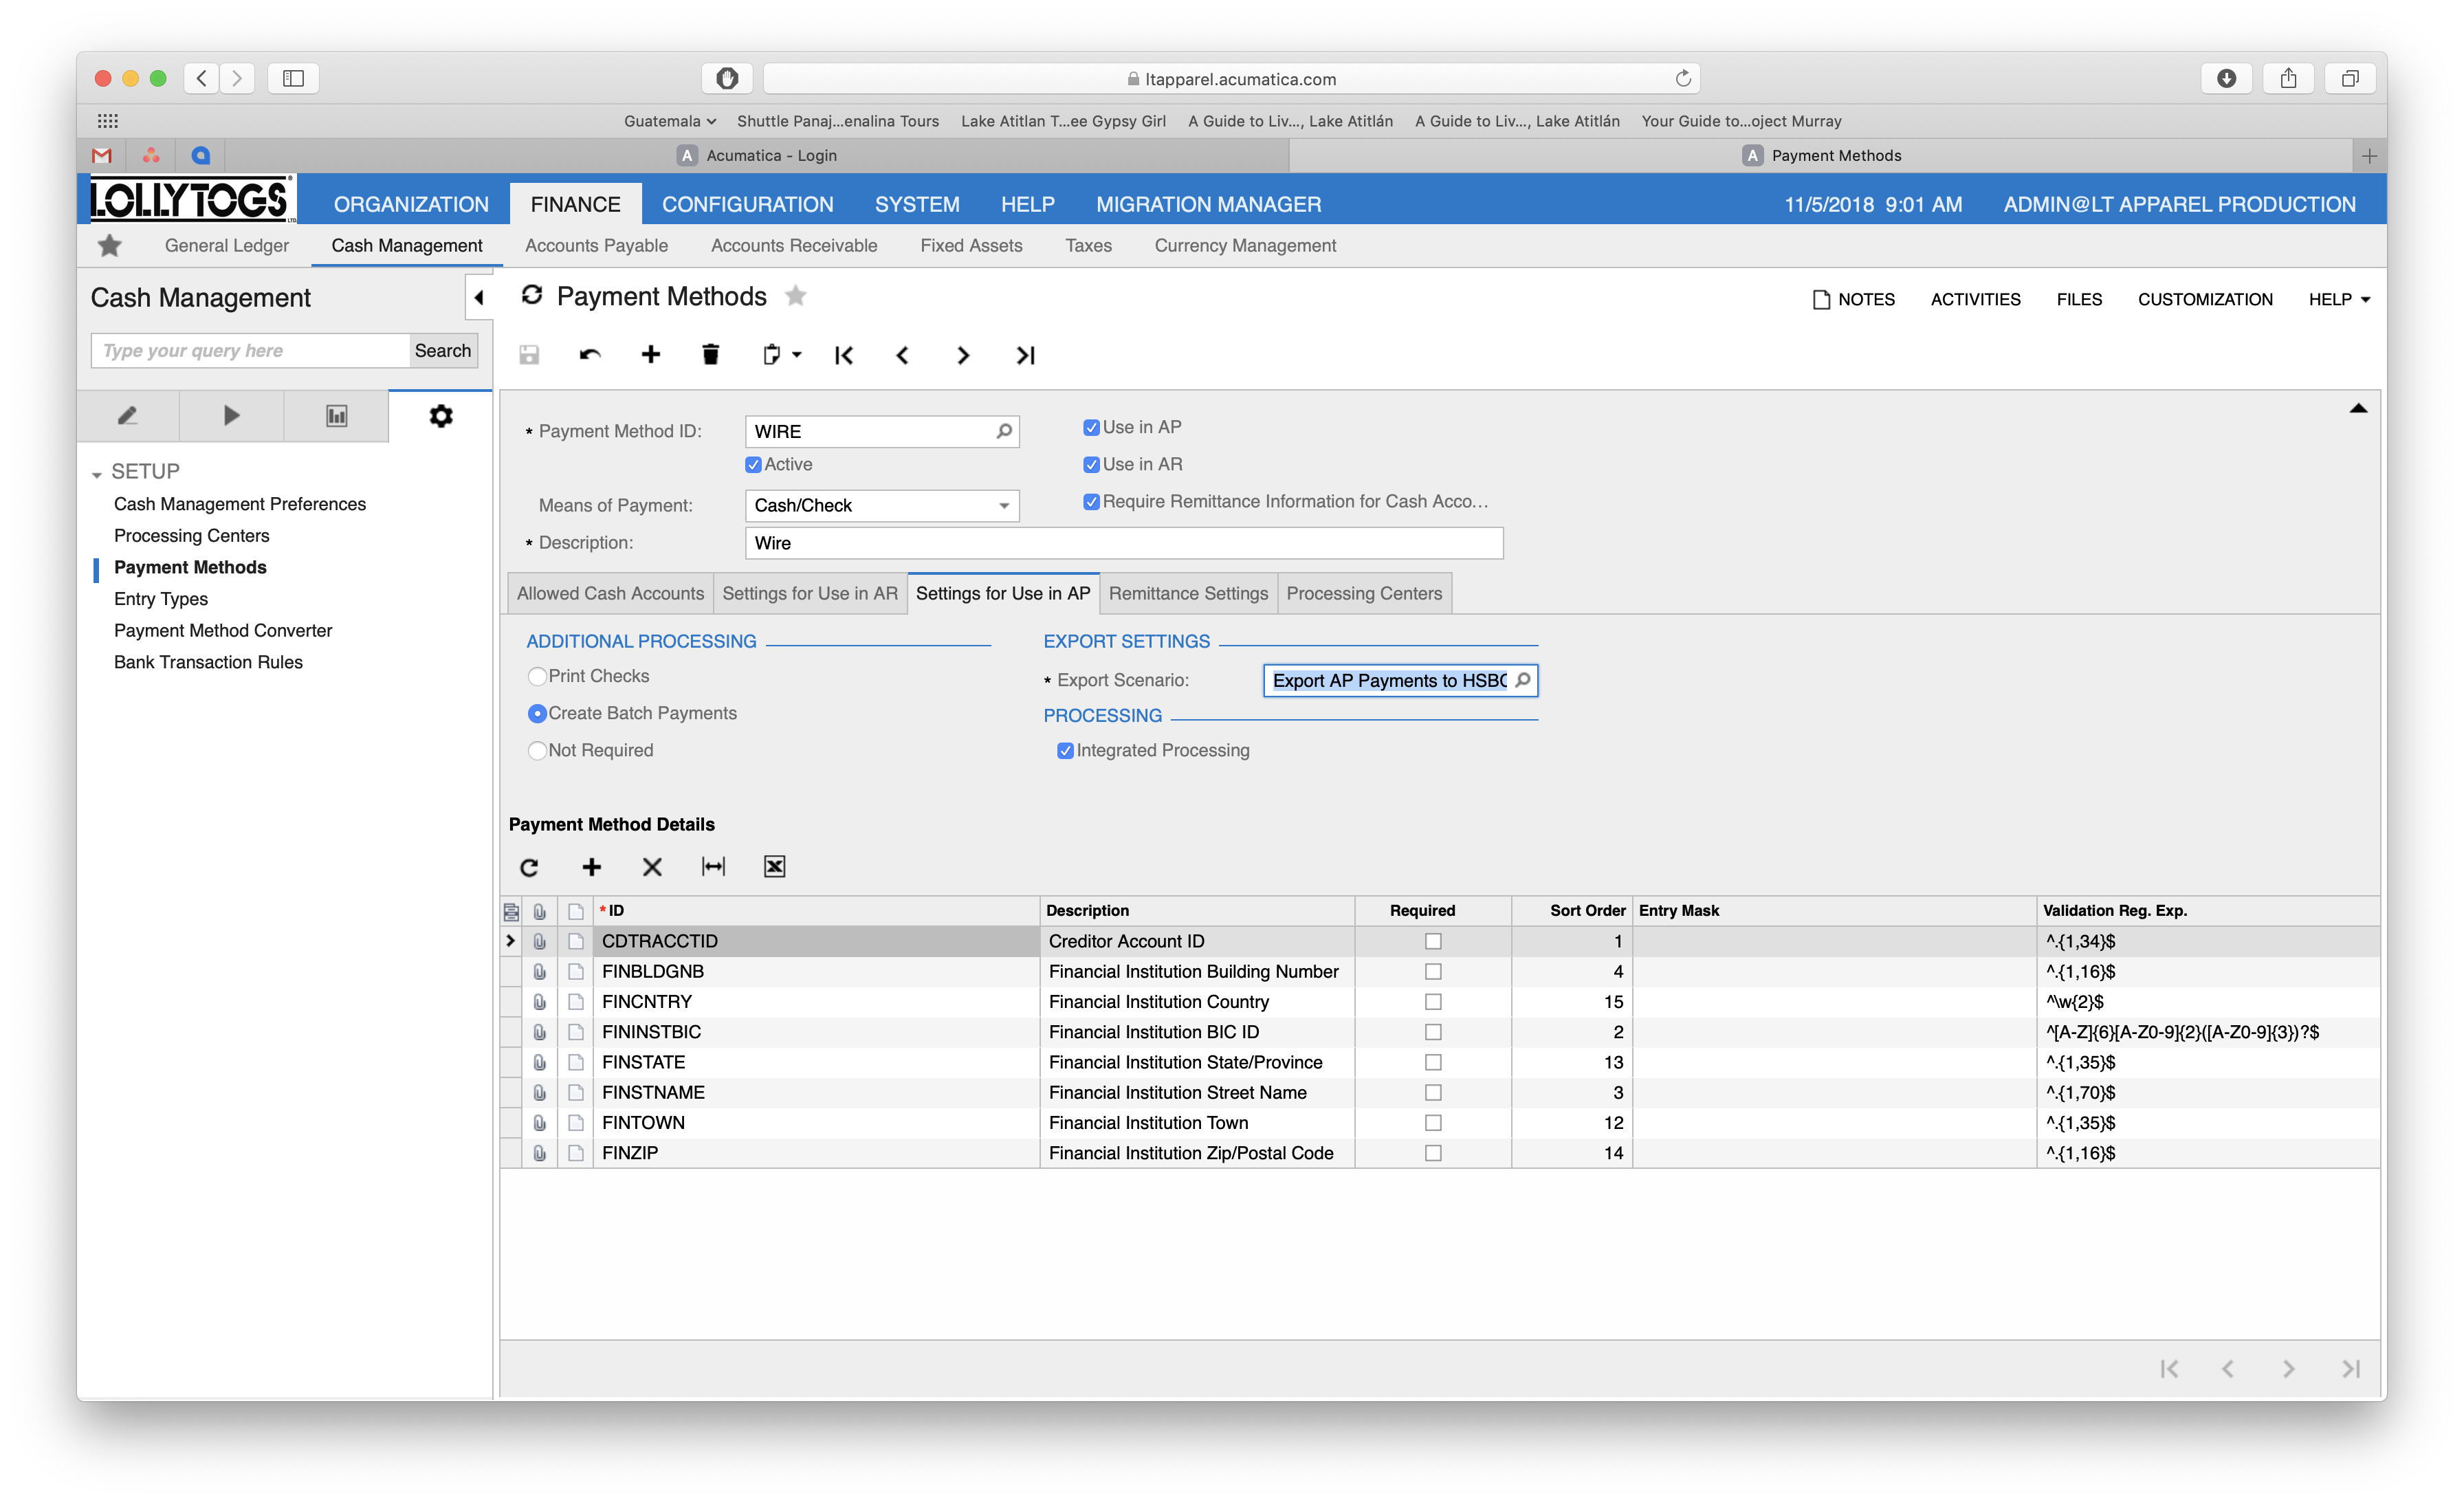 ltapparel.acumatica.com
Guatemala Shuttle Panaj...enalina Tours Lake Atitlan T...ee Gypsy Girl A Guide to Liv..., Lake Atitlán A Guide to Liv..., Lake Atitlán Your Guide to...oject Murray
A Acumatica - Login A Payment Methods
LOLLYTOGS LTD. ORGANIZATION FINANCE CONFIGURATION SYSTEM HELP MIGRATION MANAGER 11/5/2018 9:01 AM ADMIN@LT APPAREL PRODUCTION
General Ledger Cash Management Accounts Payable Accounts Receivable Fixed Assets Taxes Currency Management
Cash Management
Type your query here Search
SETUP
Cash Management Preferences
Processing Centers
Payment Methods
Entry Types
Payment Method Converter
Bank Transaction Rules
Payment Methods NOTES ACTIVITIES FILES CUSTOMIZATION HELP
* Payment Method ID: WIRE Use in AP
Active Use in AR
Means of Payment: Cash/Check Require Remittance Information for Cash Acco...
* Description: Wire
Allowed Cash Accounts Settings for Use in AR Settings for Use in AP Remittance Settings Processing Centers
ADDITIONAL PROCESSING EXPORT SETTINGS
Print Checks * Export Scenario: Export AP Payments to HSBC
Create Batch Payments PROCESSING
Not Required Integrated Processing
Payment Method Details
* ID Description Required Sort Order Entry Mask Validation Reg. Exp.
CDTRACCTID Creditor Account ID 1 ^.{1,34}$
FINBLDGNB Financial Institution Building Number 4 ^.{1,16}$
FINCNTRY Financial Institution Country 15 ^\w{2}$
FININSTBIC Financial Institution BIC ID 2 ^[A-Z]{6}[A-Z0-9]{2}([A-Z0-9]{3})?$
FINSTATE Financial Institution State/Province 13 ^.{1,35}$
FINSTNAME Financial Institution Street Name 3 ^.{1,70}$
FINTOWN Financial Institution Town 12 ^.{1,35}$
FINZIP Financial Institution Zip/Postal Code 14 ^.{1,16}$